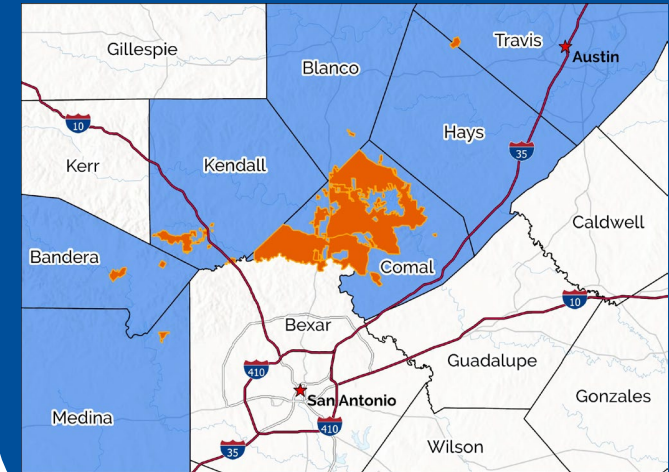 Gillespie
Travis
Austin
Blanco
10
Hays
35
Kerr
Kendall
Caldwell
Bandera
Comal
10
Bexar
Guadalupe
410
San Antonio
Gonzales
Medina
410
35
Wilson